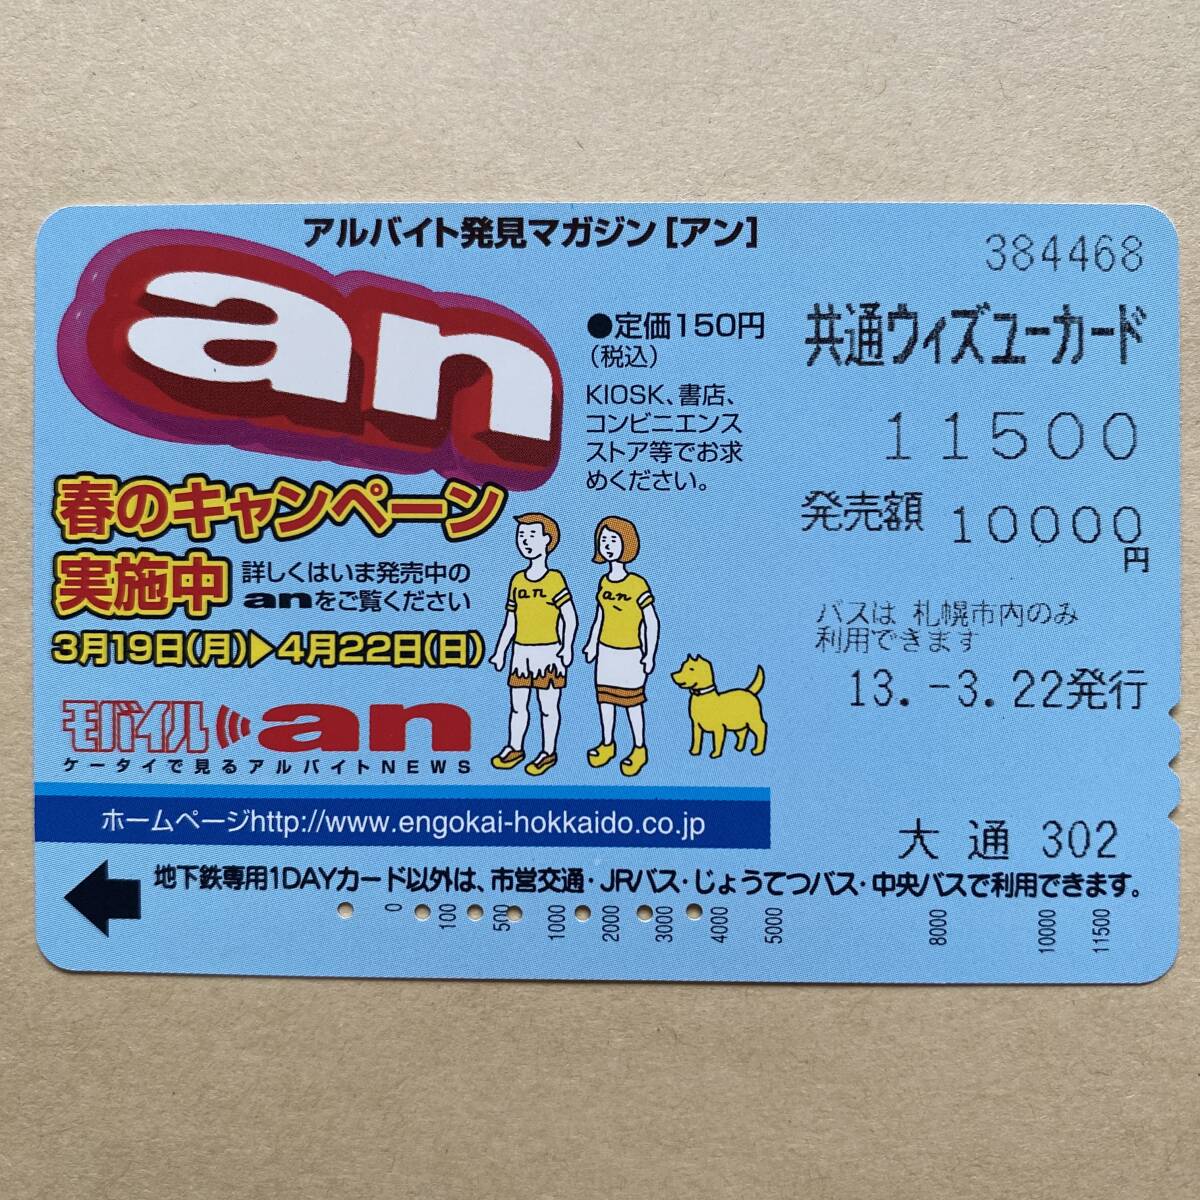 アルバイト発見マガジン[アン]
an
●定価150円
(税込)
KIOSK、書店、
コンビニエンス
ストア等でお求
めください。
春のキャンペーン
実施中
詳しくはいま発売中の
anをご覧ください
3月19日(月)▶4月22日(日)
an
an
モバイル an
ケータイで見るアルバイトNEWS
ホームページhttp://www.engokai-hokkaido.co.jp
384468
共通ウィズユーカード
11500
発売額 10000円
バスは 札幌市内のみ
利用できます
13.-3.22発行
大通 302
地下鉄専用1DAYカード以外は、市営交通・JRバス・じょうてつバス・中央バスで利用できます。
0 100 500 1000 2000 3000 4000 5000 8000 10000 11500